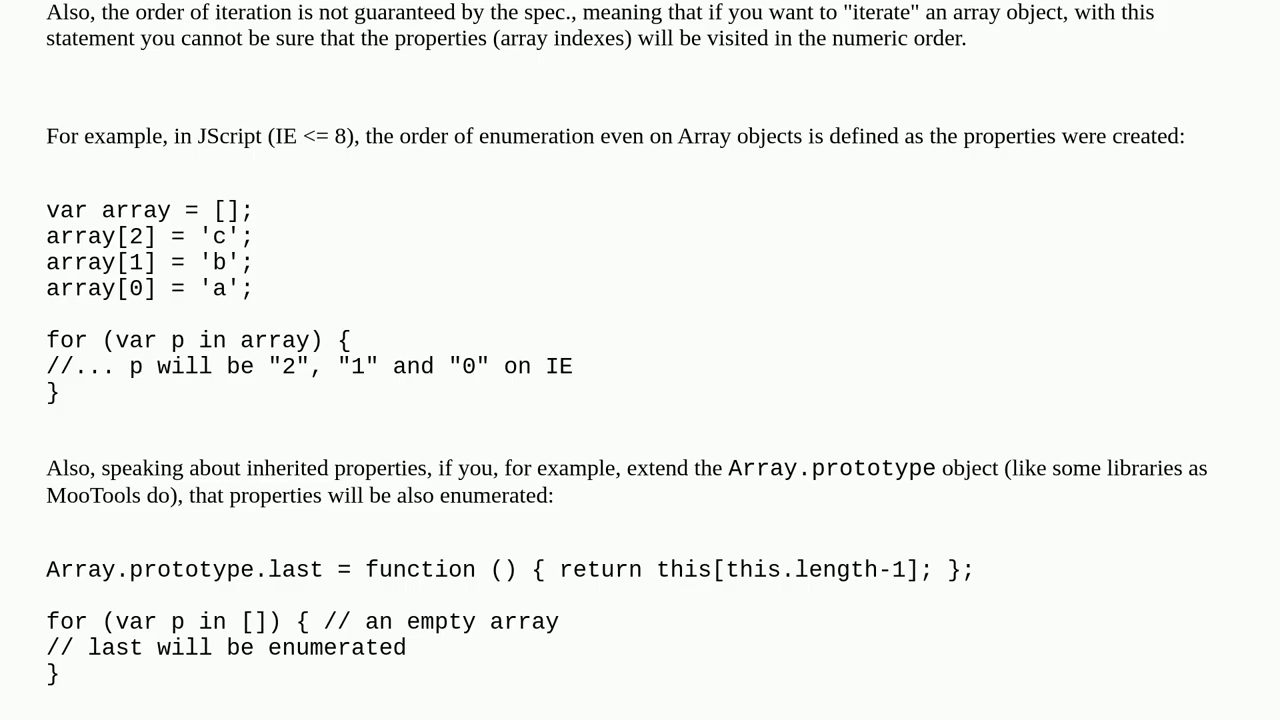 Also, the order of iteration is not guaranteed by the spec., meaning that if you want to "iterate" an array object, with this
statement you cannot be sure that the properties (array indexes) will be visited in the numeric order.
For example, in JScript (IE <= 8), the order of enumeration even on Array objects is defined as the properties were created:
var array = [];
array[2] = 'c';
array[1] = 'b';
array[0] = 'a';
for (var p in array) {
//... p will be "2", "1" and "0" on IE
}
Also, speaking about inherited properties, if you, for example, extend the Array.prototype object (like some libraries as
MooTools do), that properties will be also enumerated:
Array.prototype.last = function () { return this[this.length-1]; };
for (var p in []) { // an empty array
// last will be enumerated
}